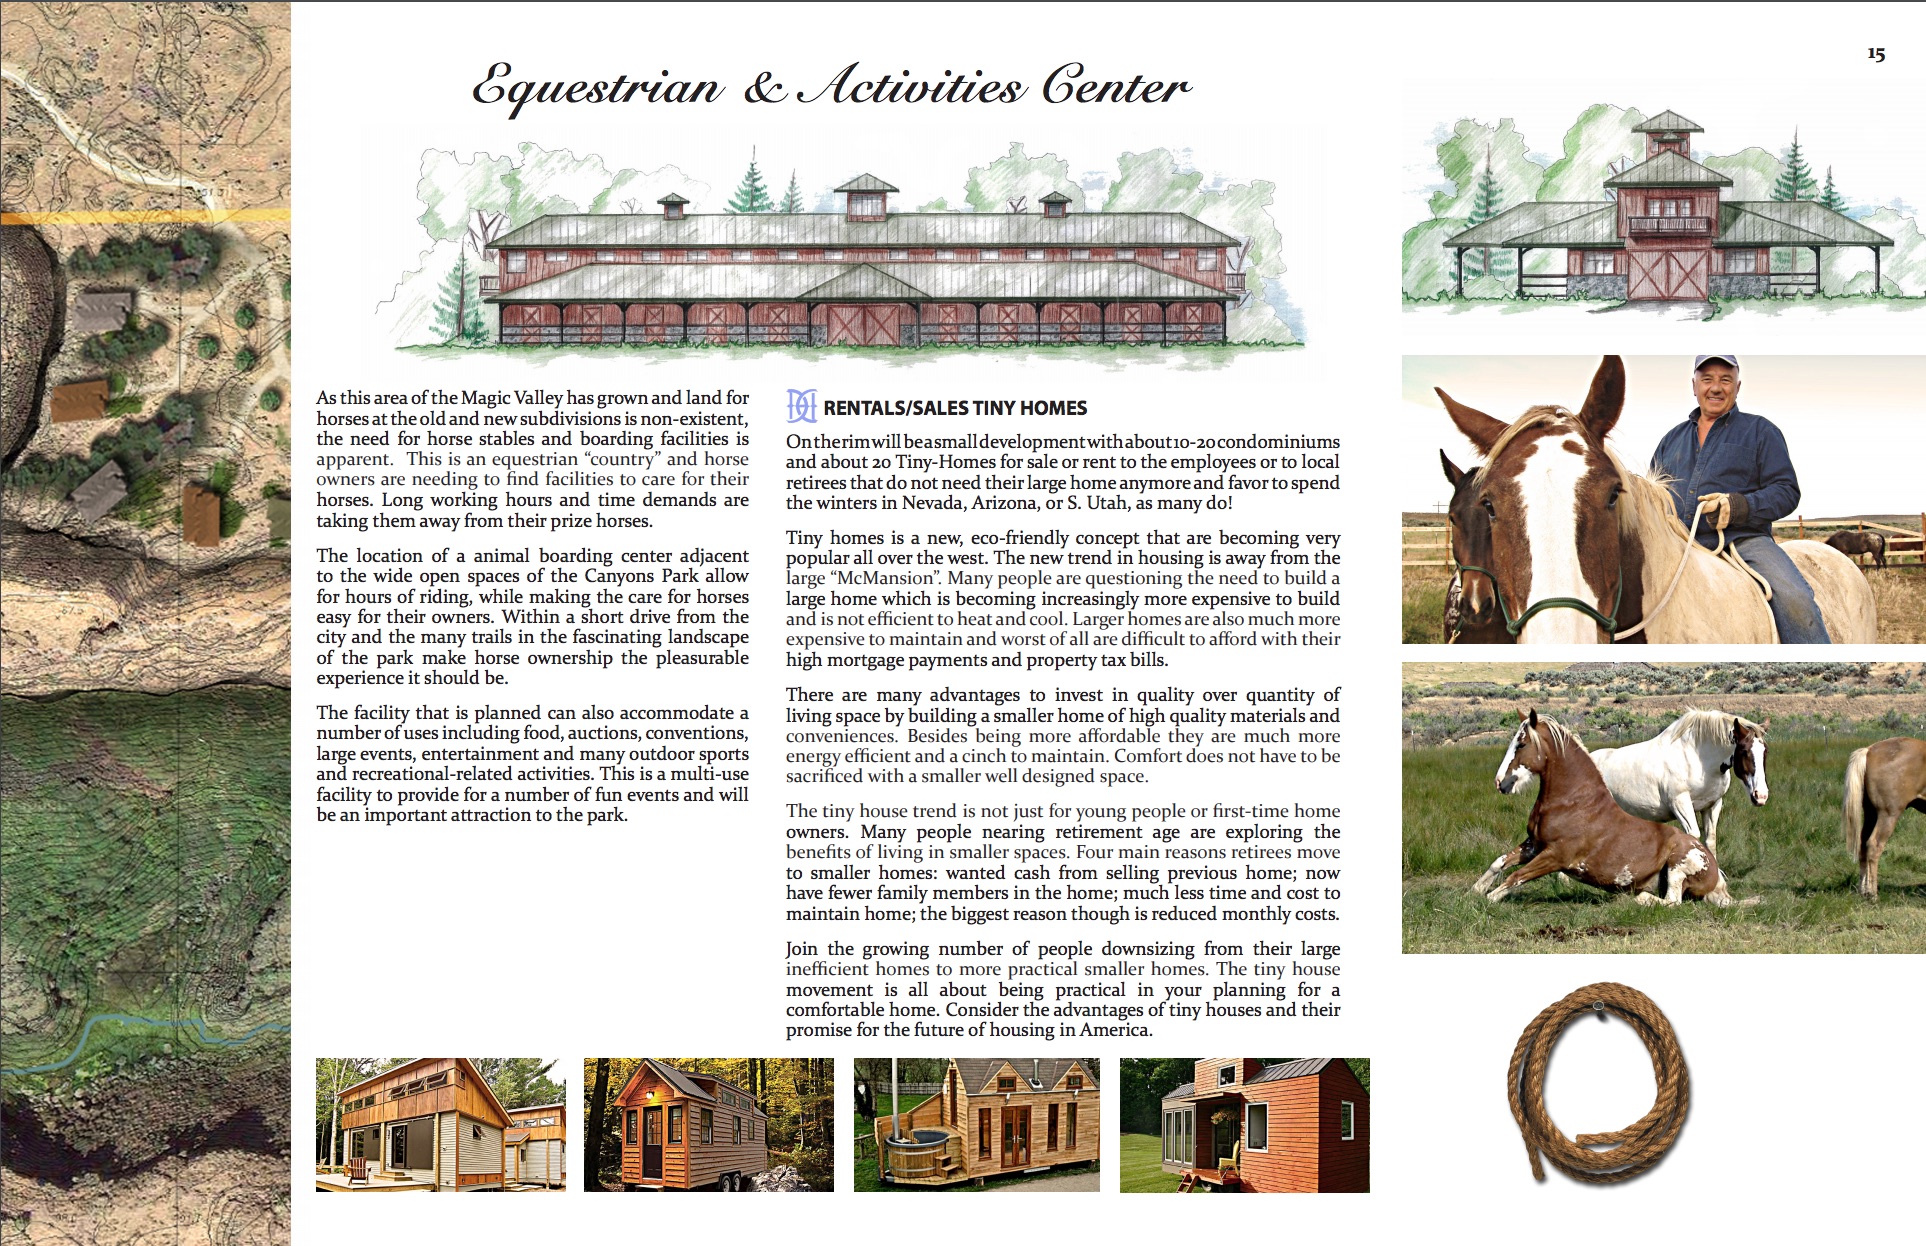 15
Equestrian & Activities Center
As this area of the Magic Valley has grown and land for
horses at the old and new subdivisions is non-existent,
the need for horse stables and boarding facilities is
apparent. This is an equestrian “country” and horse
owners are needing to find facilities to care for their
horses. Long working hours and time demands are
taking them away from their prize horses.
The location of a animal boarding center adjacent
to the wide open spaces of the Canyons Park allow
for hours of riding, while making the care for horses
easy for their owners. Within a short drive from the
city and the many trails in the fascinating landscape
of the park make horse ownership the pleasurable
experience it should be.
The facility that is planned can also accommodate a
number of uses including food, auctions, conventions,
large events, entertainment and many outdoor sports
and recreational-related activities. This is a multi-use
facility to provide for a number of fun events and will
be an important attraction to the park.
RENTALS/SALES TINY HOMES
On the rim will be a small development with about 10-20 condominiums
and about 20 Tiny-Homes for sale or rent to the employees or to local
retirees that do not need their large home anymore and favor to spend
the winters in Nevada, Arizona, or S. Utah, as many do!
Tiny homes is a new, eco-friendly concept that are becoming very
popular all over the west. The new trend in housing is away from the
large “McMansion”. Many people are questioning the need to build a
large home which is becoming increasingly more expensive to build
and is not efficient to heat and cool. Larger homes are also much more
expensive to maintain and worst of all are difficult to afford with their
high mortgage payments and property tax bills.
There are many advantages to invest in quality over quantity of
living space by building a smaller home of high quality materials and
conveniences. Besides being more affordable they are much more
energy efficient and a cinch to maintain. Comfort does not have to be
sacrificed with a smaller well designed space.
The tiny house trend is not just for young people or first-time home
owners. Many people nearing retirement age are exploring the
benefits of living in smaller spaces. Four main reasons retirees move
to smaller homes: wanted cash from selling previous home; now
have fewer family members in the home; much less time and cost to
maintain home; the biggest reason though is reduced monthly costs.
Join the growing number of people downsizing from their large
inefficient homes to more practical smaller homes. The tiny house
movement is all about being practical in your planning for a
comfortable home. Consider the advantages of tiny houses and their
promise for the future of housing in America.